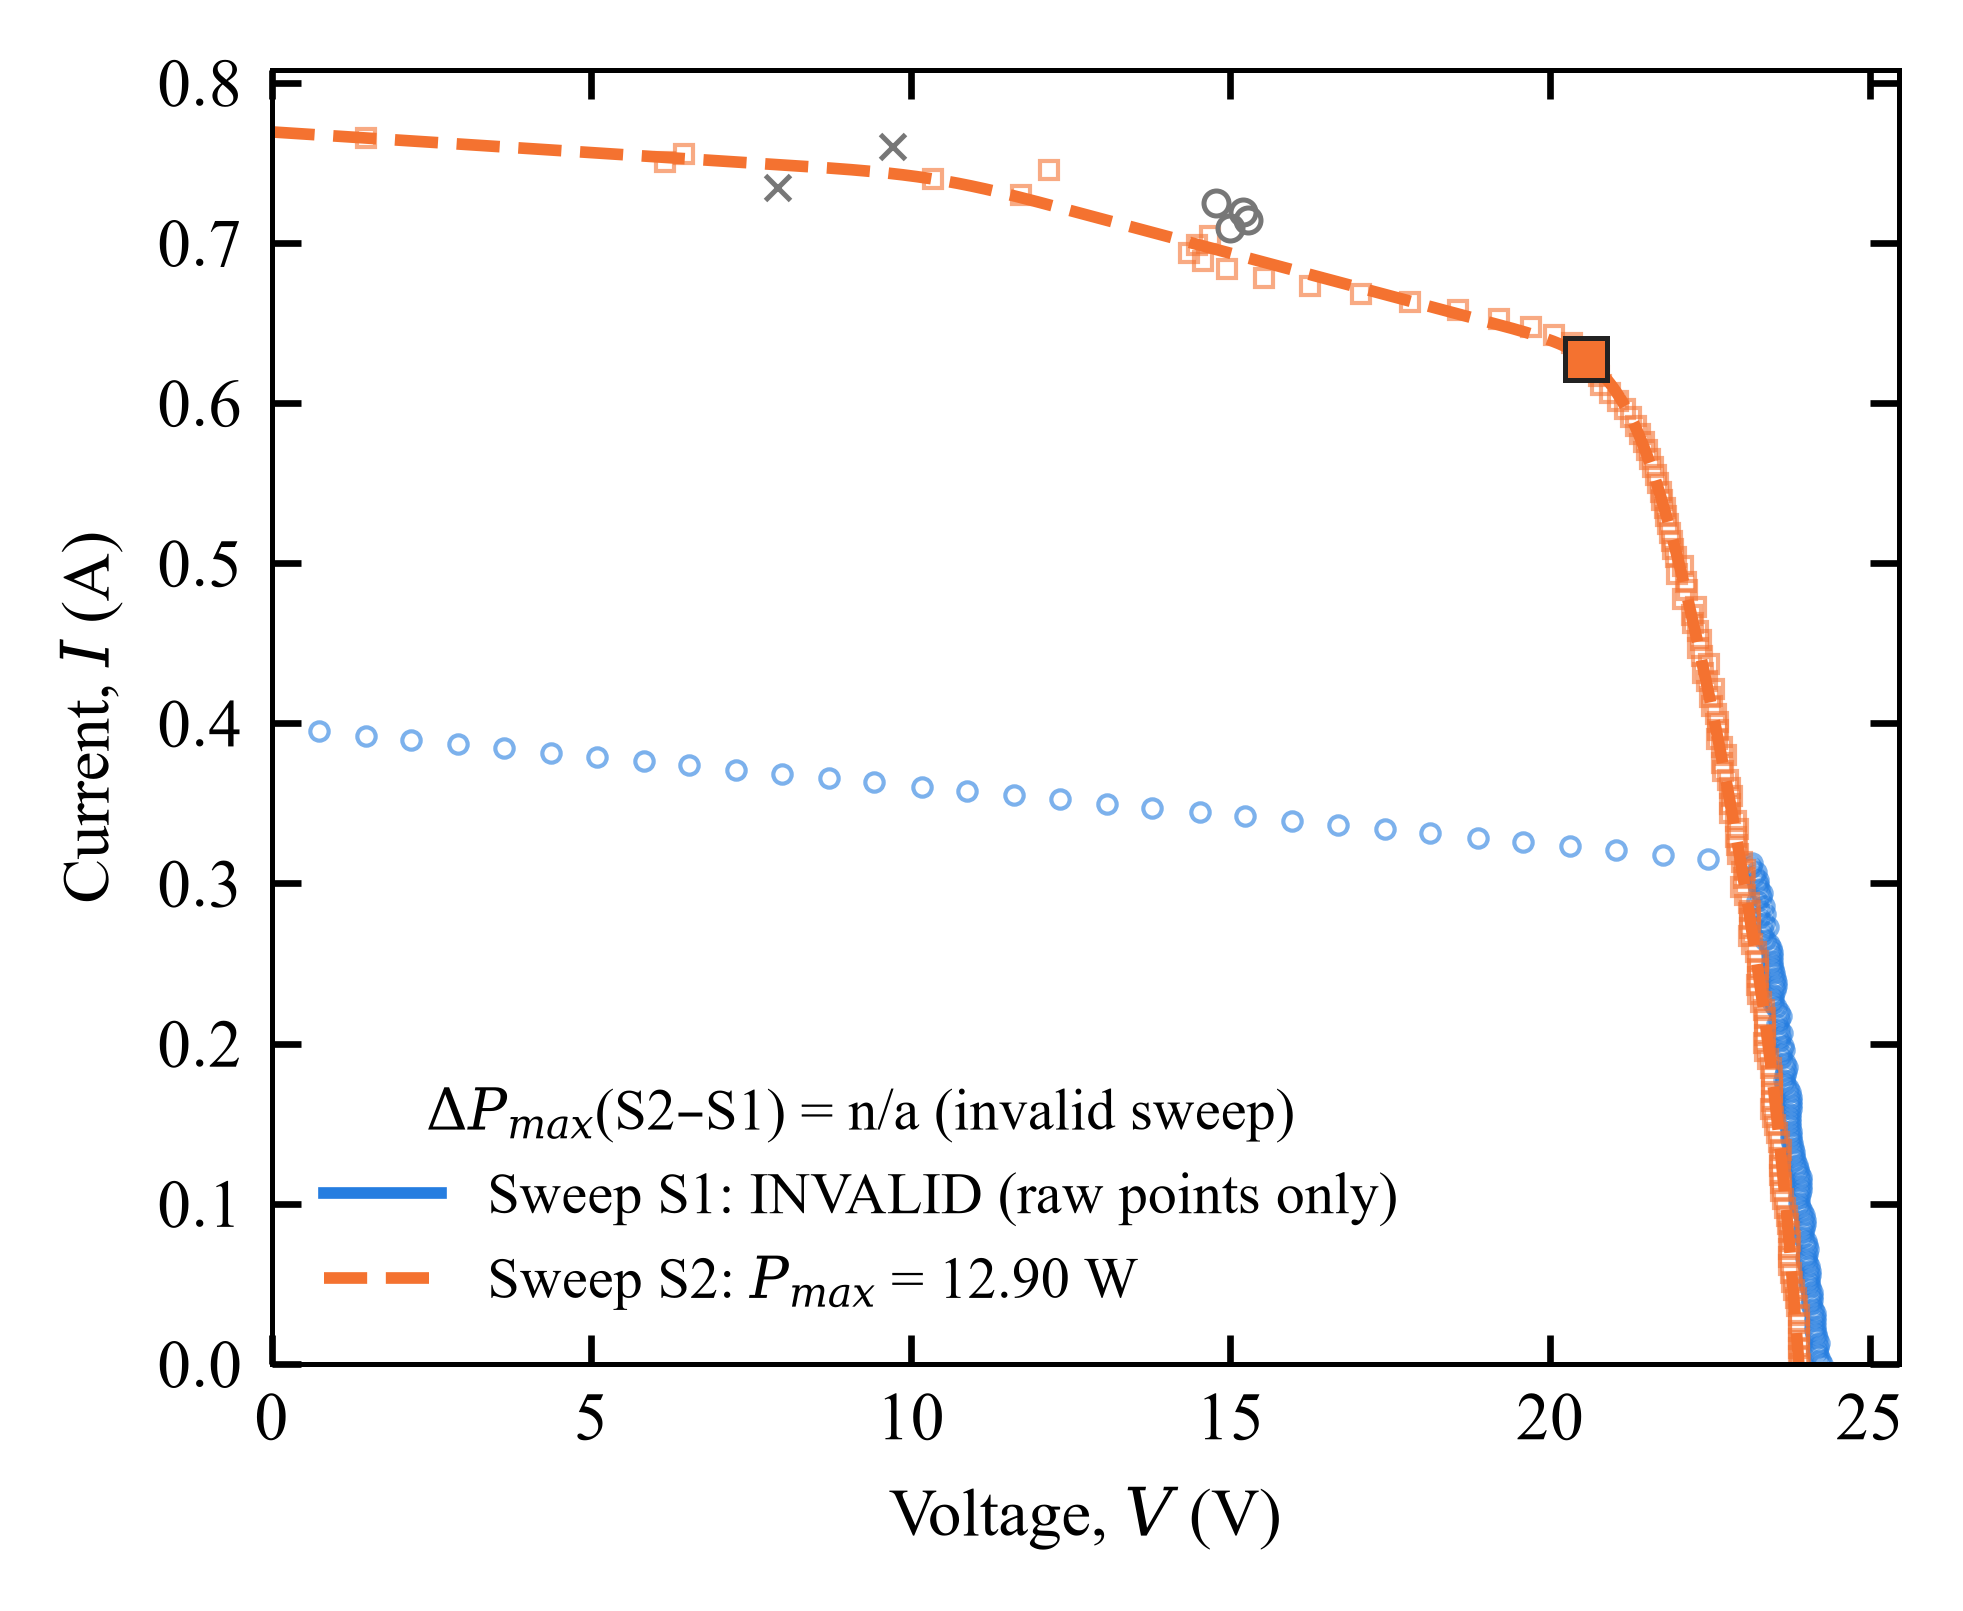 0.8
0.7
0.6
0.5
0.4
0.3
0.2
0.1
0.0
Current, I (A)
ΔPmax(S2–S1) = n/a (invalid sweep)
Sweep S1: INVALID (raw points only)
Sweep S2: Pmax = 12.90 W
0 5 10 15 20 25
Voltage, V (V)